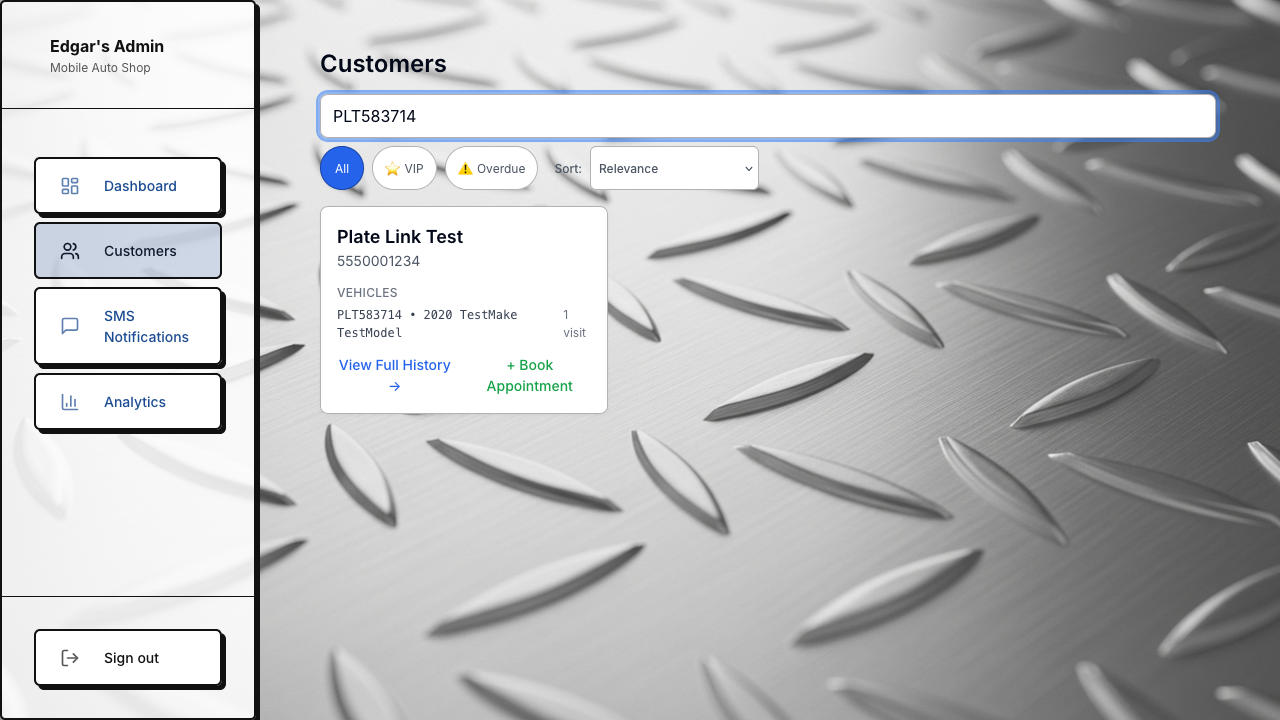 Edgar's Admin
Mobile Auto Shop
Dashboard
Customers
SMS
Notifications
Analytics
Sign out
Customers
PLT583714
All
⭐ VIP
⚠️ Overdue
Sort:
Relevance
Plate Link Test
5550001234
VEHICLES
PLT583714 • 2020 TestMake
TestModel
1
visit
View Full History
→
+ Book
Appointment